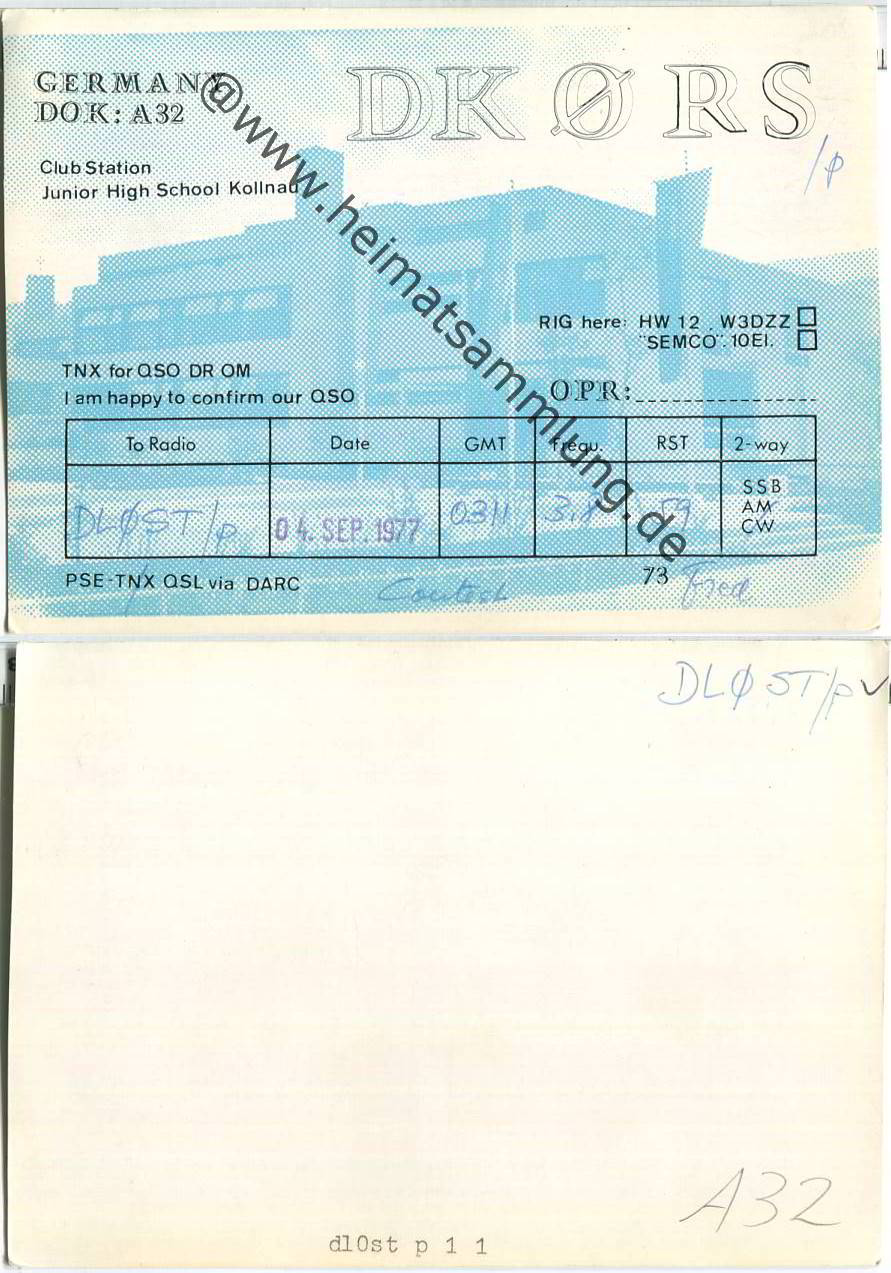 GERMANY
DOK: A32
DKØRS
/p
Club Station
Junior High School Kollnau
@www.heimatsammlung.de
RIG here: HW 12 . W3DZZ
"SEMCO". 10El.
TNX for QSO DR OM
I am happy to confirm our QSO
OPR:
To Radio Date GMT Frequ. RST 2-way
DLØST/p 04. SEP. 1977 59 SSB
AM
CW
PSE-TNX QSL via DARC Contest 73 Fred
DLØST/p
A32
dl0st p 1 1